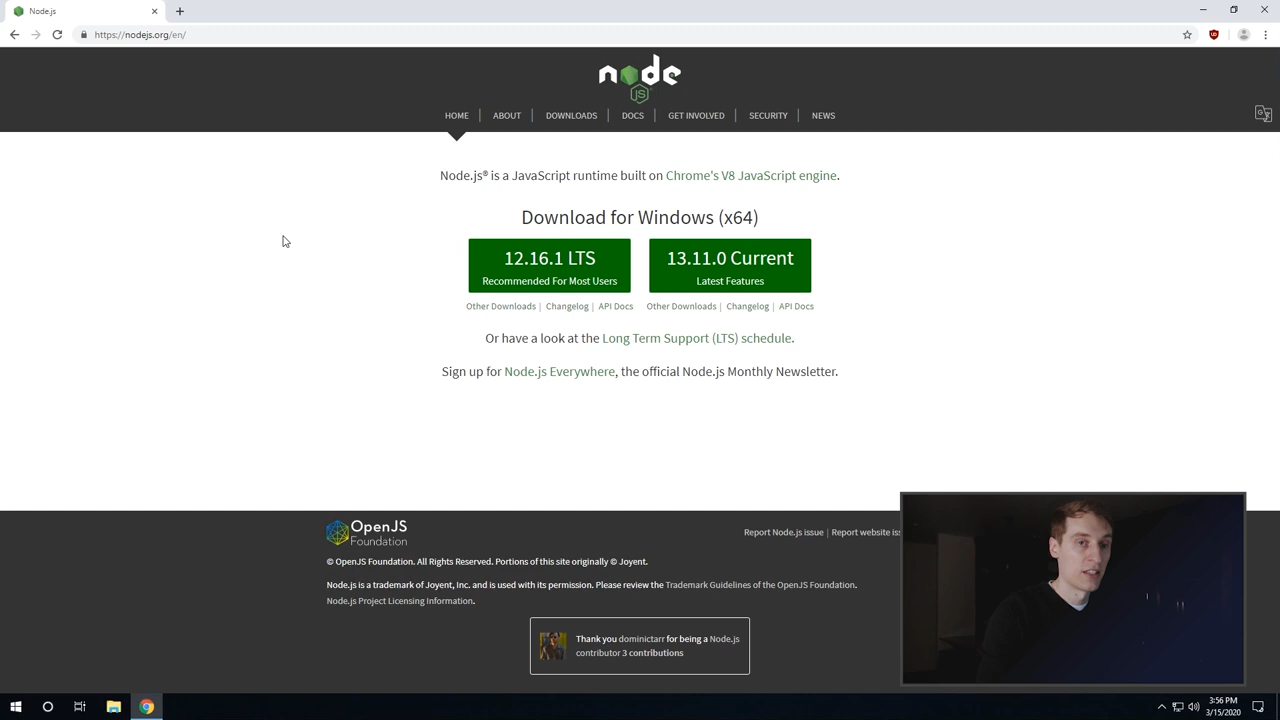 Node.js
https://nodejs.org/en/
node
JS
HOME
ABOUT
DOWNLOADS
DOCS
GET INVOLVED
SECURITY
NEWS
Node.js® is a JavaScript runtime built on Chrome's V8 JavaScript engine.
Download for Windows (x64)
12.16.1 LTS
Recommended For Most Users
13.11.0 Current
Latest Features
Other Downloads | Changelog | API Docs
Other Downloads | Changelog | API Docs
Or have a look at the Long Term Support (LTS) schedule.
Sign up for Node.js Everywhere, the official Node.js Monthly Newsletter.
OpenJS
Foundation
Report Node.js issue | Report website
© OpenJS Foundation. All Rights Reserved. Portions of this site originally © Joyent.
Node.js is a trademark of Joyent, Inc. and is used with its permission. Please review the Trademark Guidelines of the OpenJS Foundation.
Node.js Project Licensing Information.
Thank you dominictarr for being a Node.js
contributor 3 contributions
3:56 PM
3/15/2020